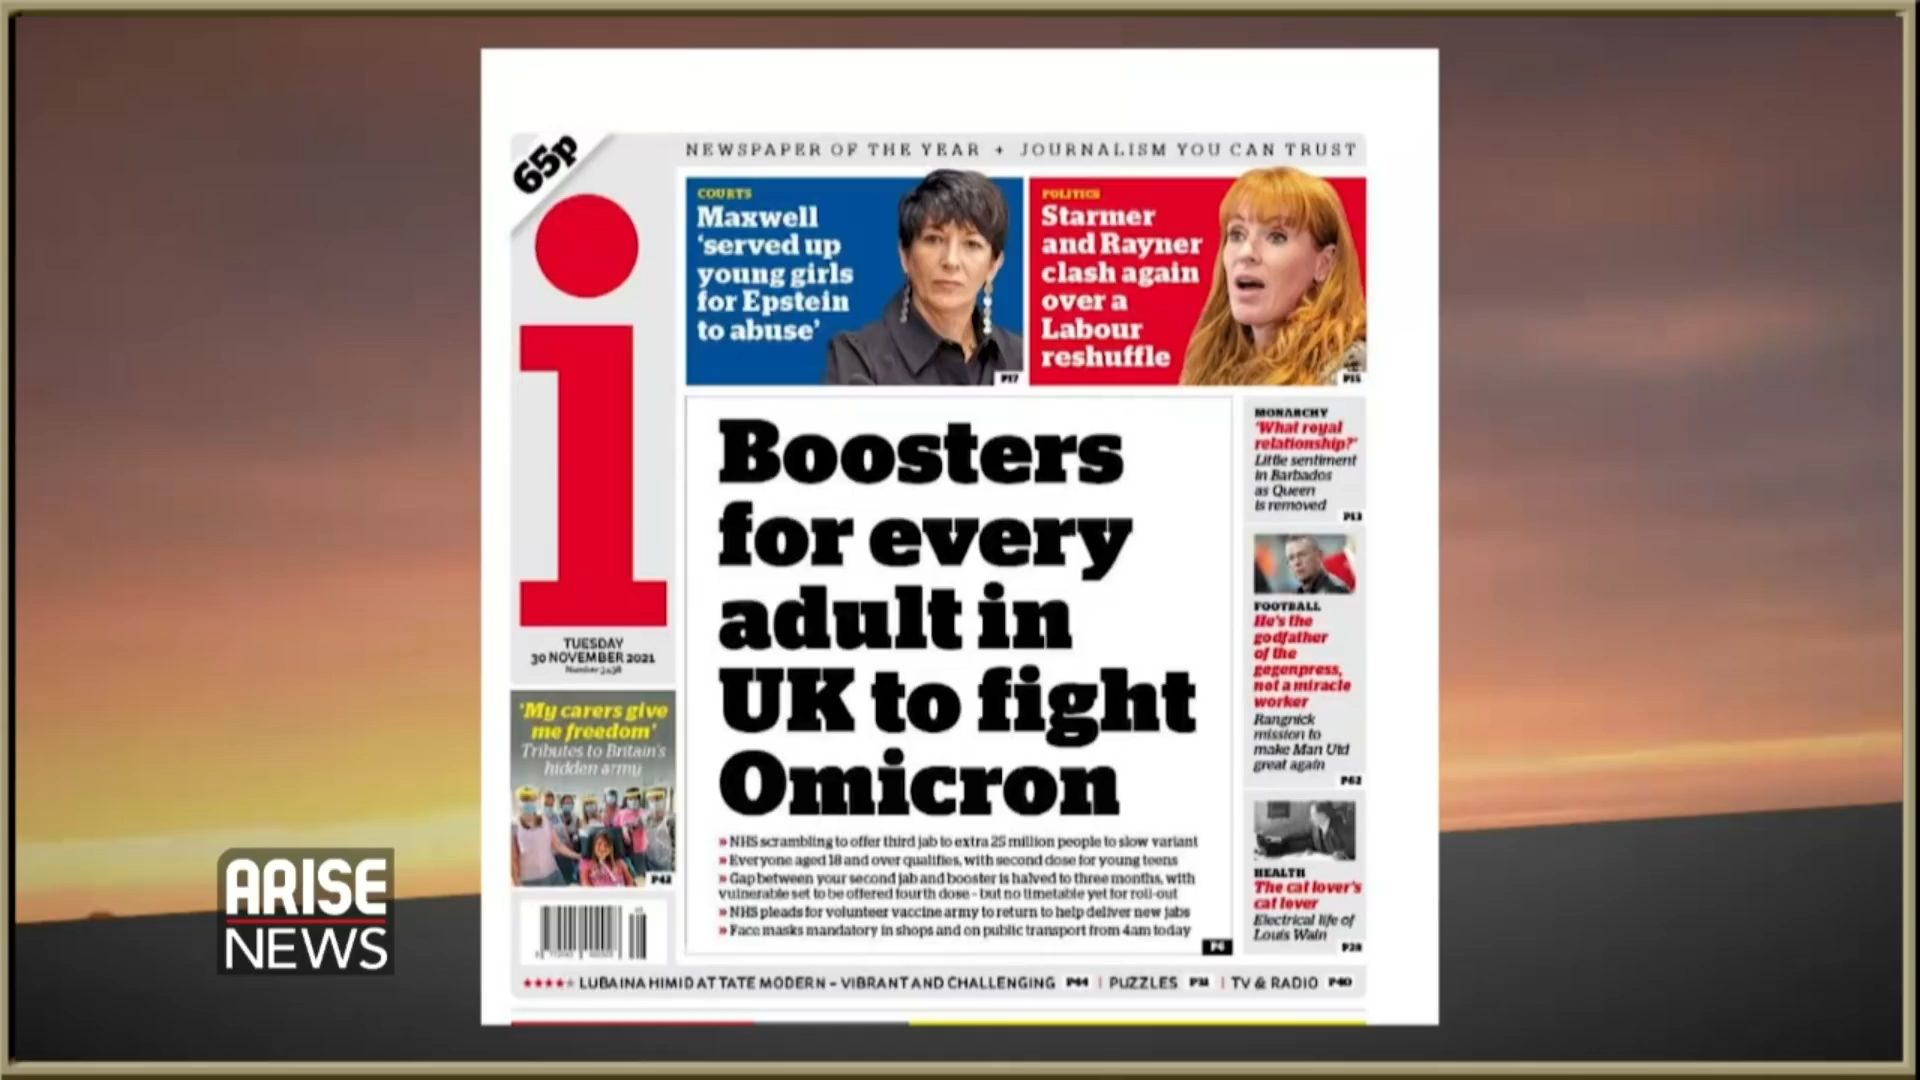 65p
NEWSPAPER OF THE YEAR + JOURNALISM YOU CAN TRUST
i
TUESDAY
30 NOVEMBER 2021
COURTS
Maxwell
‘served up
young girls
for Epstein
to abuse’
P17
POLITICS
Starmer
and Rayner
clash again
over a
Labour
reshuffle
P15
Boosters
for every
adult in
UK to fight
Omicron
» NHS scrambling to offer third jab to extra 25 million people to slow variant
» Everyone aged 18 and over qualifies, with second dose for young teens
» Gap between your second jab and booster is halved to three months, with
vulnerable set to be offered fourth dose – but no timetable yet for roll-out
» NHS pleads for volunteer vaccine army to return to help deliver new jabs
» Face masks mandatory in shops and on public transport from 4am today
P6
MONARCHY
‘What royal
relationship?’
Little sentiment
in Barbados
as Queen
is removed
FOOTBALL
He's the
godfather
of the
gegenpress,
not a miracle
worker
Rangnick
mission to
make Man Utd
great again
P62
HEALTH
The cat lover's
cat lover
Electrical life of
Louis Wain
‘My carers give
me freedom’
Tributes to Britain's
hidden army
P42
LUBAINA HIMID AT TATE MODERN – VIBRANT AND CHALLENGING P44 | PUZZLES | TV & RADIO P40
ARISE
NEWS